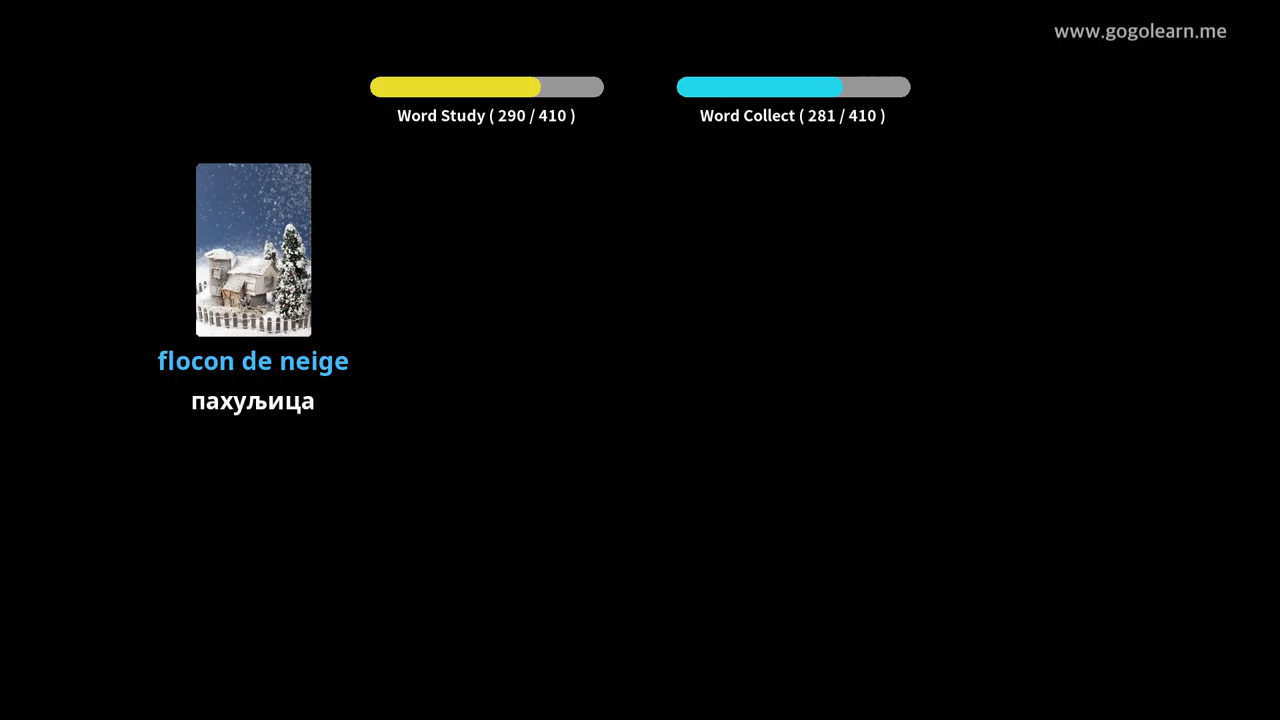 www.gogolearn.me
Word Study ( 290 / 410 )
Word Collect ( 281 / 410 )
flocon de neige
пахуљица